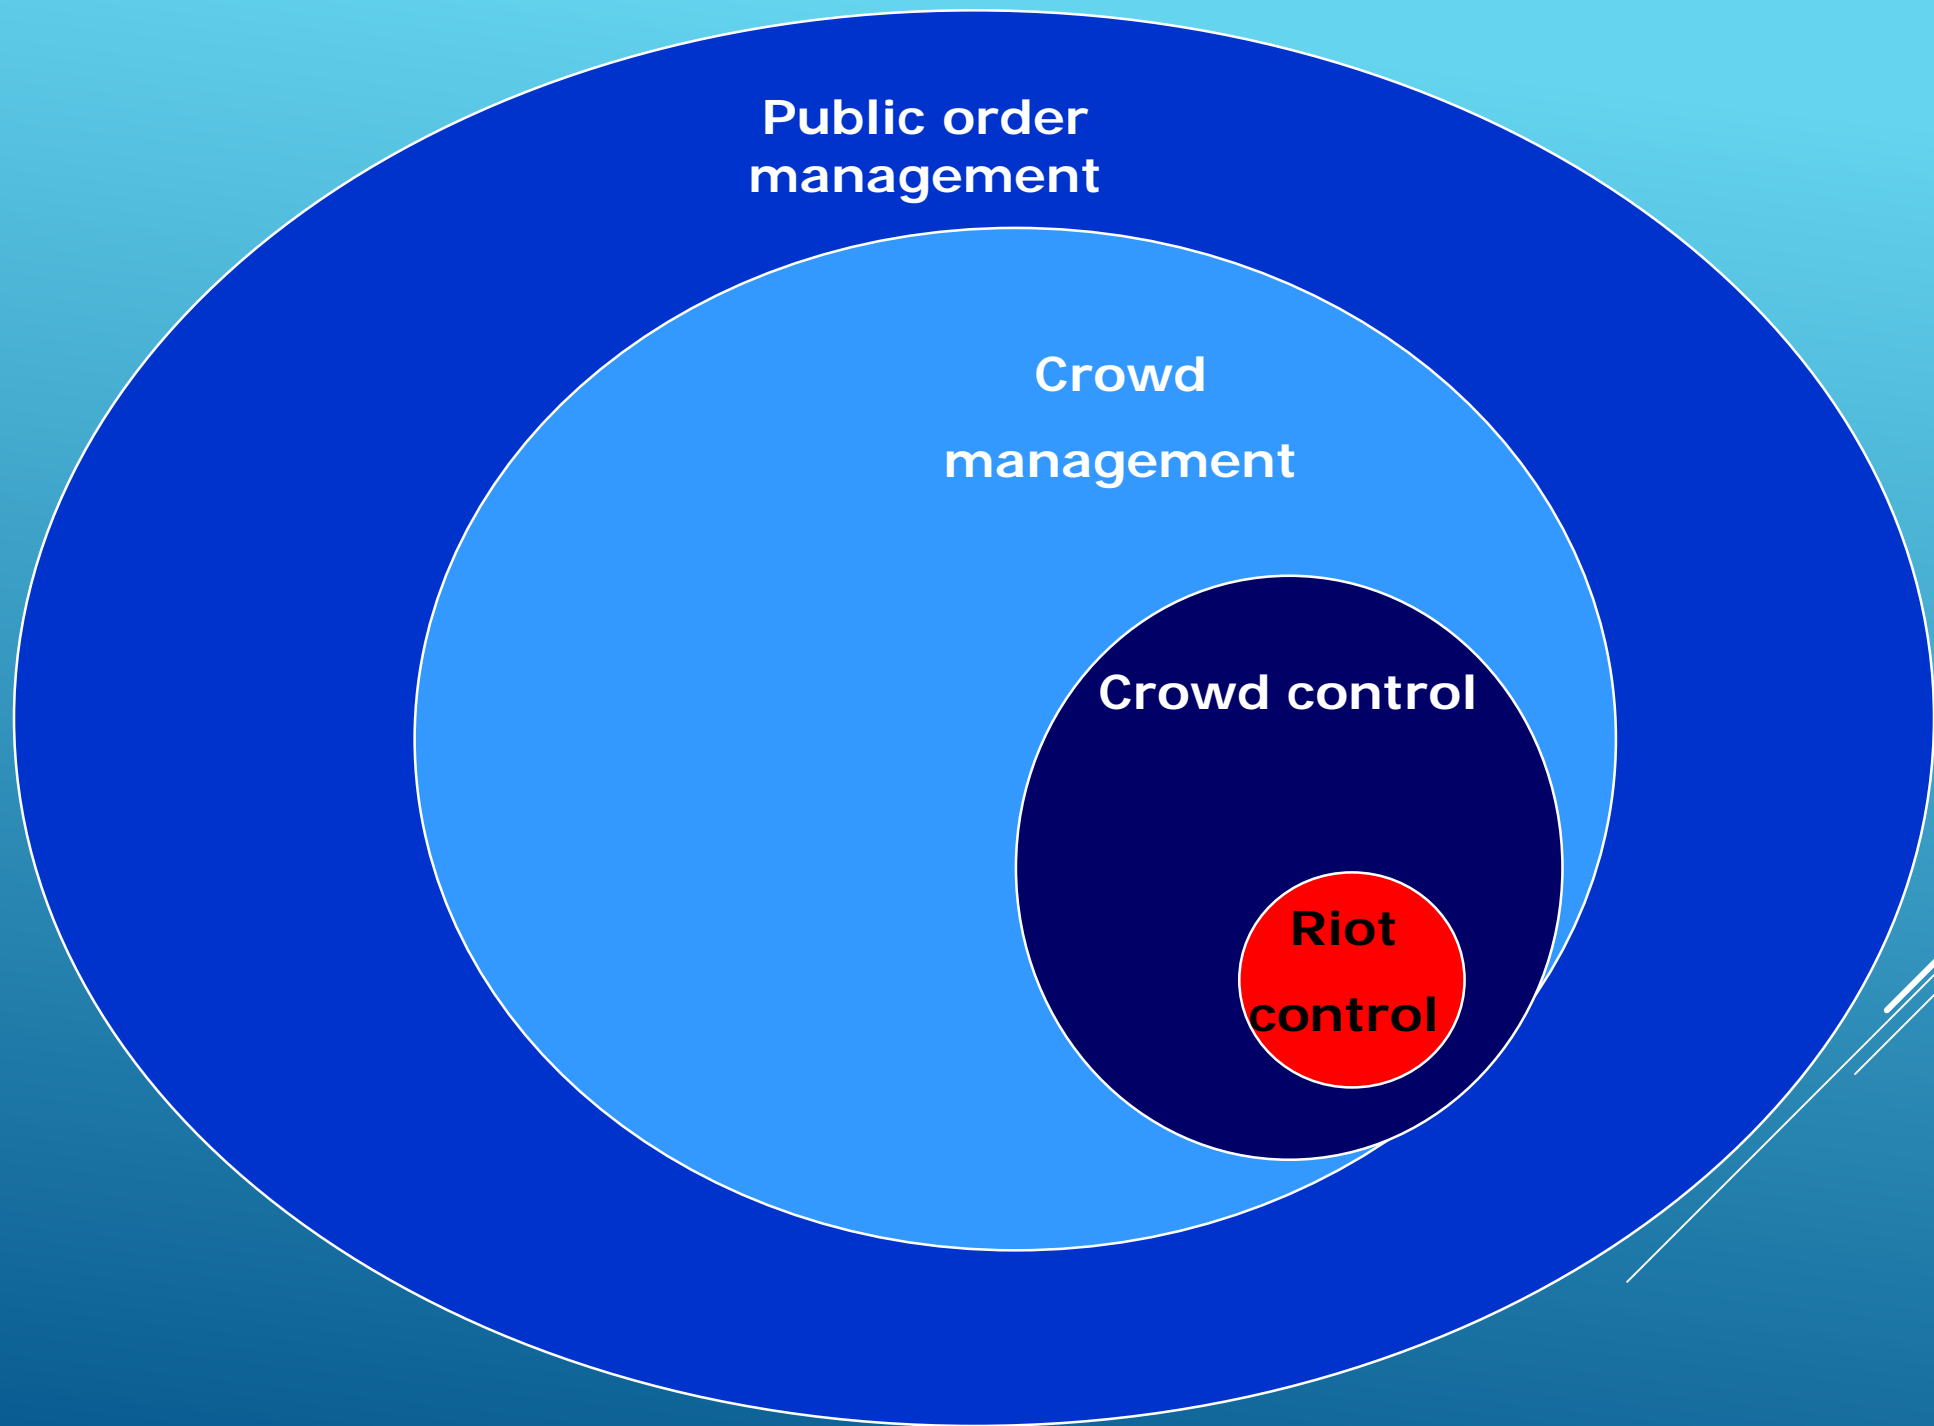 Public order
management
Crowd
management
Crowd control
Riot
control